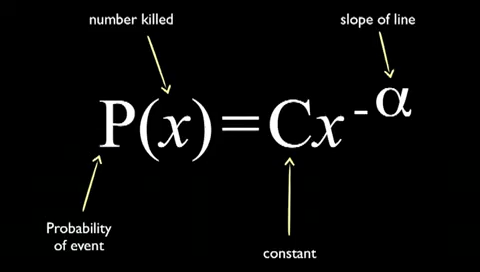 number killed
slope of line
P(x)=Cx-α
Probability
of event
constant